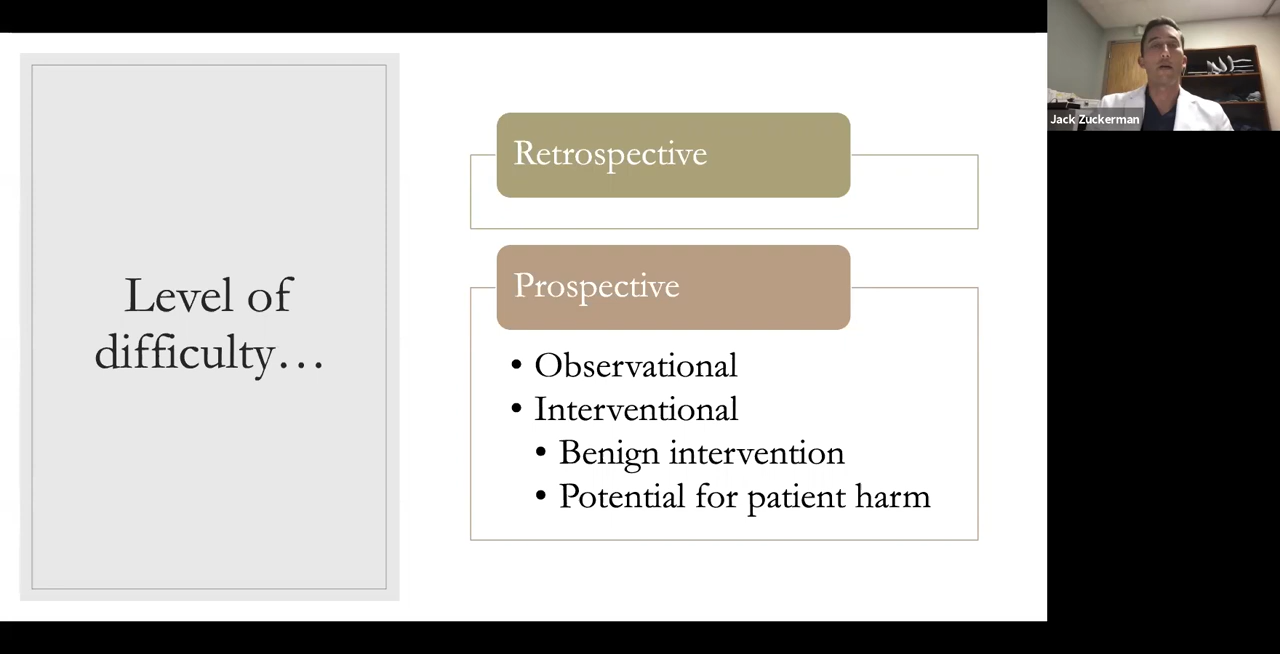 Level of
difficulty…
Retrospective
Prospective
• Observational
• Interventional
• Benign intervention
• Potential for patient harm
Jack Zuckerman